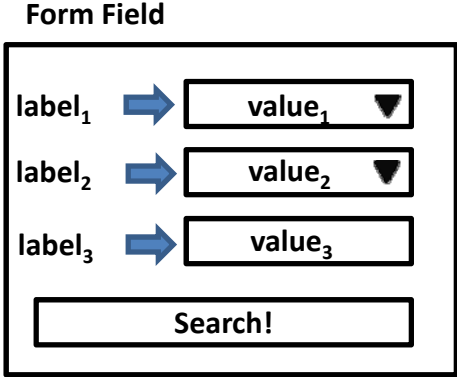 Form Field
label₁ value₁
label₂ value₂
label₃ value₃
Search!